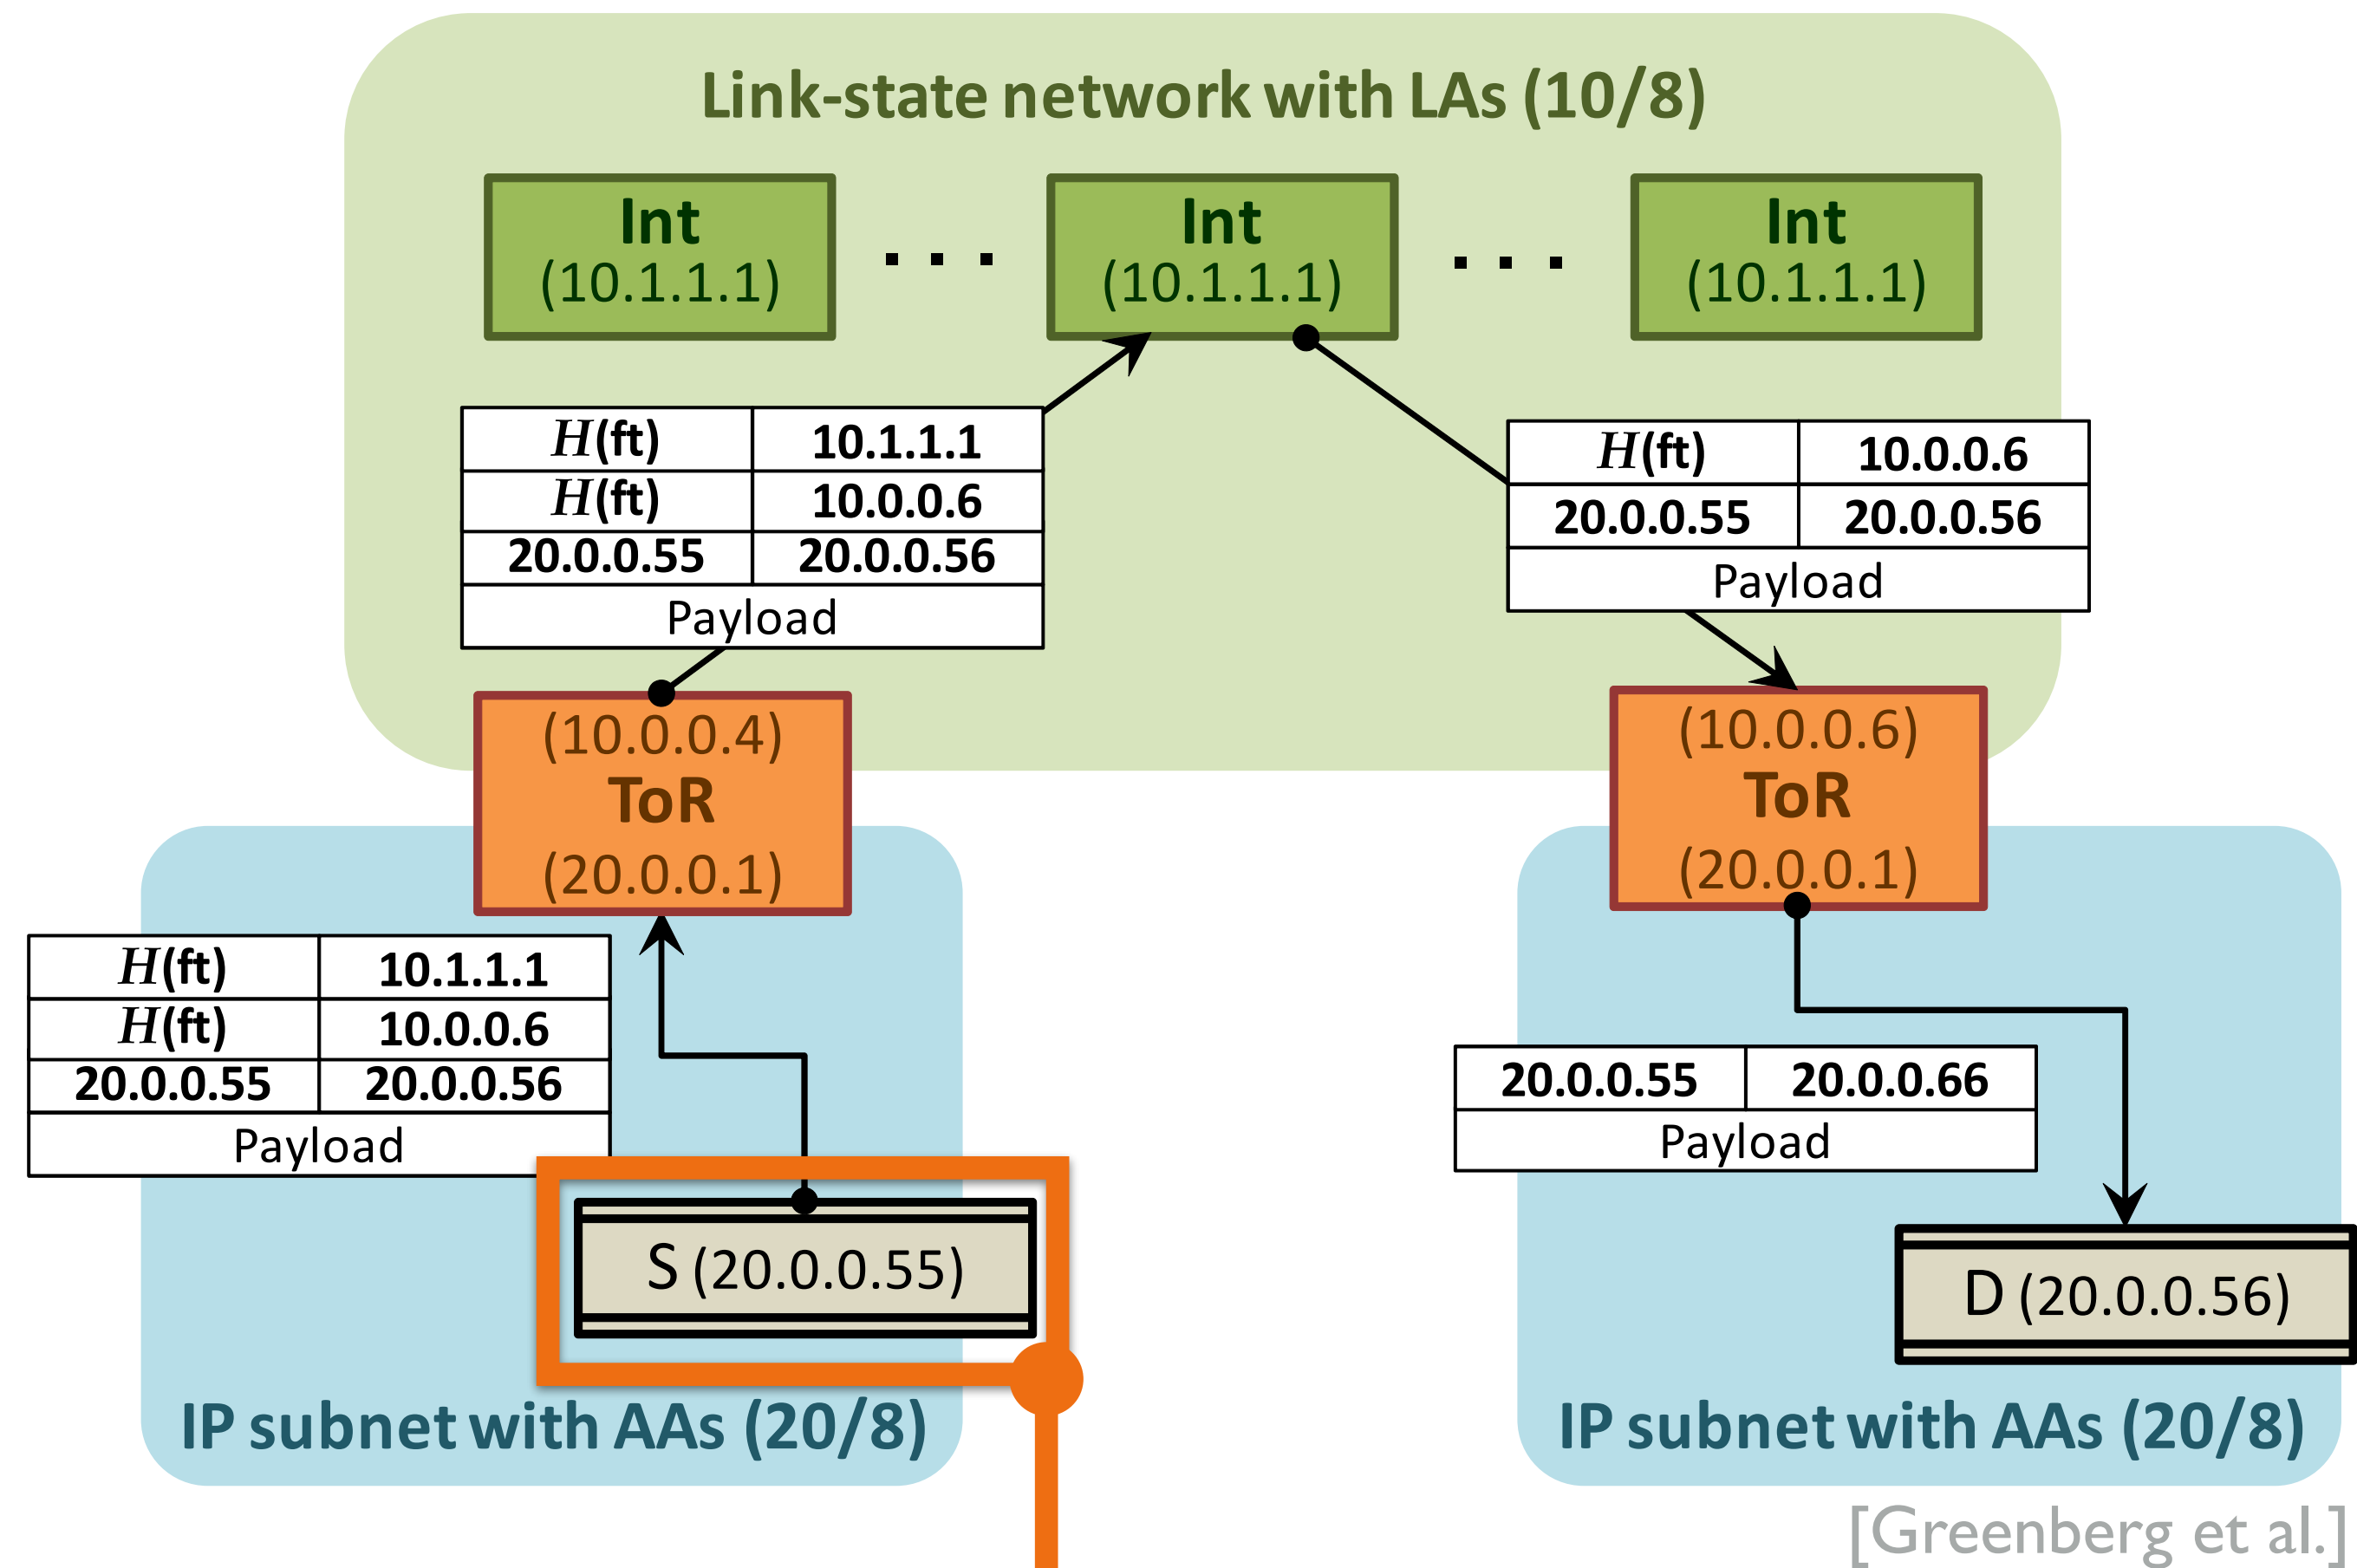 Link-state network with LAs (10/8)
Int
(10.1.1.1)
. . .
Int
(10.1.1.1)
. . .
Int
(10.1.1.1)
H(ft) 10.1.1.1
H(ft) 10.0.0.6
20.0.0.55 20.0.0.56
Payload
H(ft) 10.0.0.6
20.0.0.55 20.0.0.56
Payload
(10.0.0.4)
ToR
(20.0.0.1)
(10.0.0.6)
ToR
(20.0.0.1)
H(ft) 10.1.1.1
H(ft) 10.0.0.6
20.0.0.55 20.0.0.56
Payload
20.0.0.55 20.0.0.66
Payload
S (20.0.0.55)
D (20.0.0.56)
IP subnet with AAs (20/8)
IP subnet with AAs (20/8)
[Greenberg et al.]